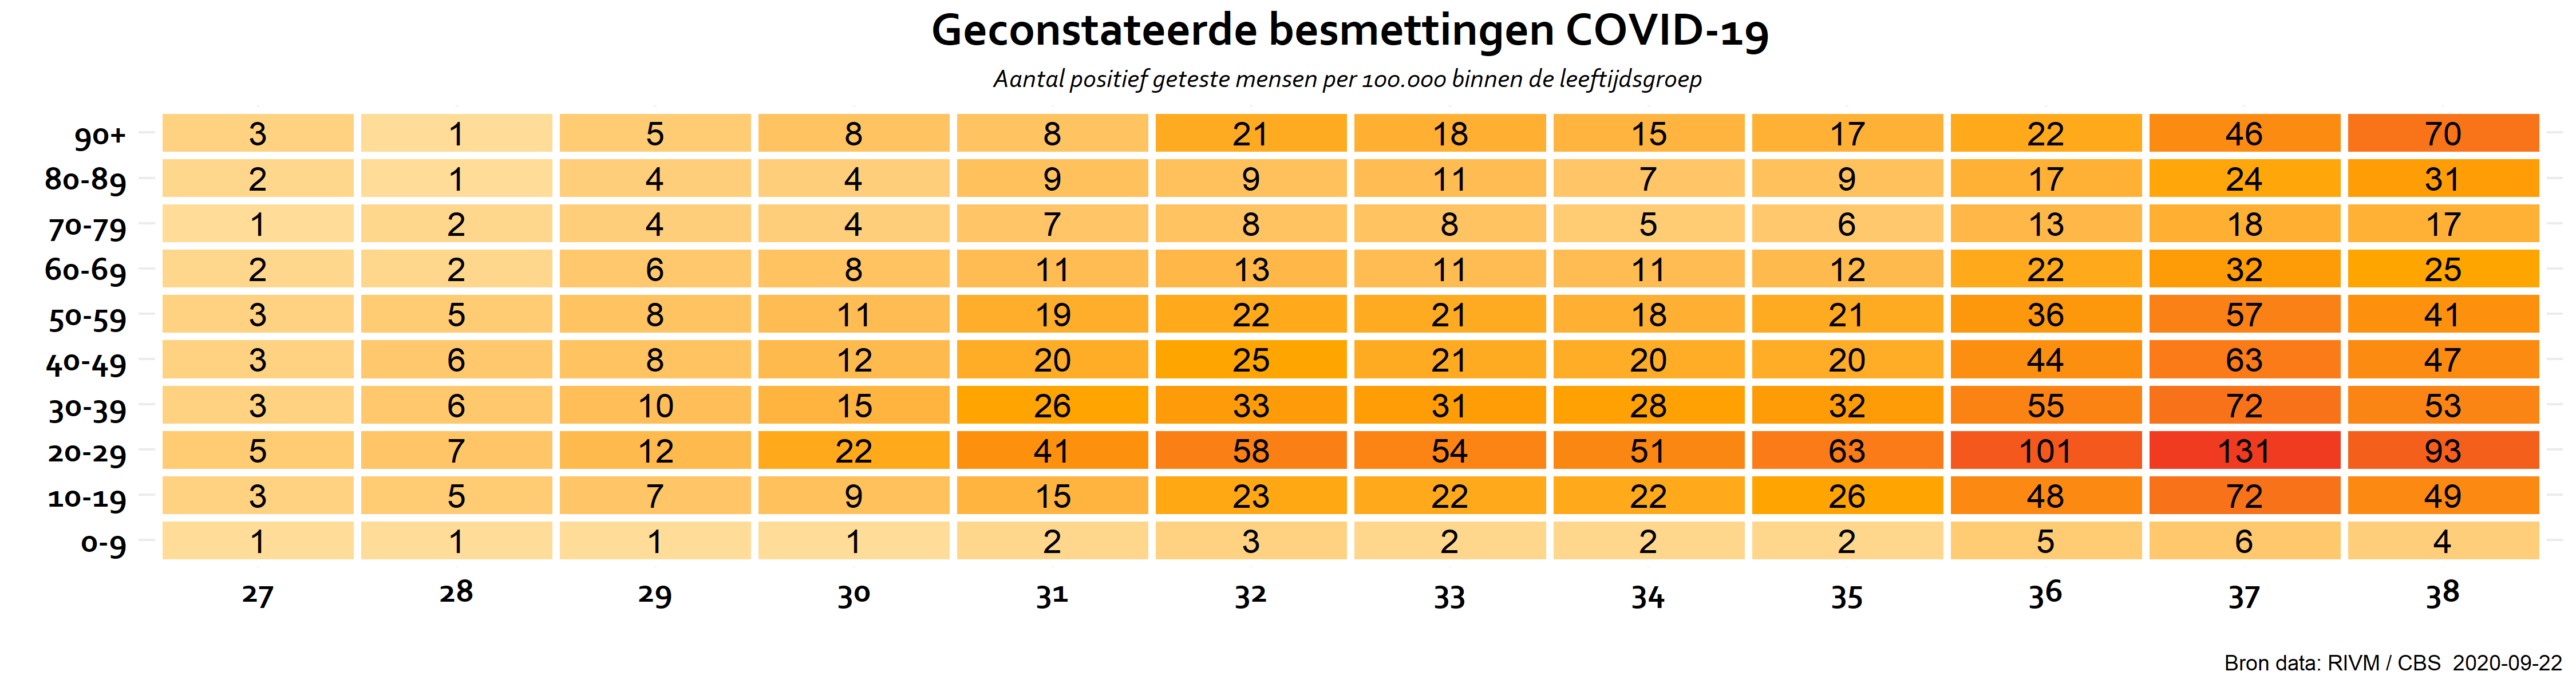 Geconstateerde besmettingen COVID-19
Aantal positief geteste mensen per 100.000 binnen de leeftijdsgroep
90+ 3 1 5 8 8 21 18 15 17 22 46 70
80-89 2 1 4 4 9 9 11 7 9 17 24 31
70-79 1 2 4 4 7 8 8 5 6 13 18 17
60-69 2 2 6 8 11 13 11 11 12 22 32 25
50-59 3 5 8 11 19 22 21 18 21 36 57 41
40-49 3 6 8 12 20 25 21 20 20 44 63 47
30-39 3 6 10 15 26 33 31 28 32 55 72 53
20-29 5 7 12 22 41 58 54 51 63 101 131 93
10-19 3 5 7 9 15 23 22 22 26 48 72 49
0-9 1 1 1 1 2 3 2 2 2 5 6 4
27 28 29 30 31 32 33 34 35 36 37 38
Bron data: RIVM / CBS 2020-09-22